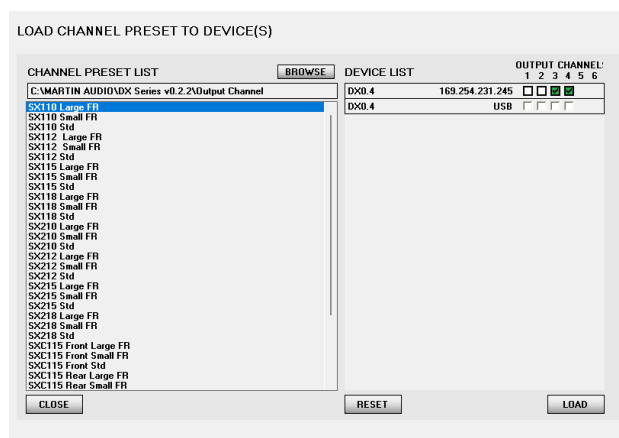 LOAD CHANNEL PRESET TO DEVICE(S)
CHANNEL PRESET LIST
BROWSE
C:\MARTIN AUDIO\DX Series v0.2.2\Output Channel
SX110 Large FR
SX110 Small FR
SX110 Std
SX112  Large FR
SX112  Small FR
SX112 Std
SX115 Large FR
SX115 Small FR
SX115 Std
SX118 Large FR
SX118 Small FR
SX118 Std
SX210 Large FR
SX210 Small FR
SX210 Std
SX212 Large FR
SX212 Small FR
SX212 Std
SX215 Large FR
SX215 Small FR
SX215 Std
SX218 Large FR
SX218 Small FR
SX218 Std
SXC115 Front Large FR
SXC115 Front Small FR
SXC115 Front Std
SXC115 Rear Large FR
SXC115 Rear Small FR
CLOSE
DEVICE LIST
OUTPUT CHANNEL
1 2 3 4 5 6
DX0.4 169.254.231.245
DX0.4 USB
RESET
LOAD